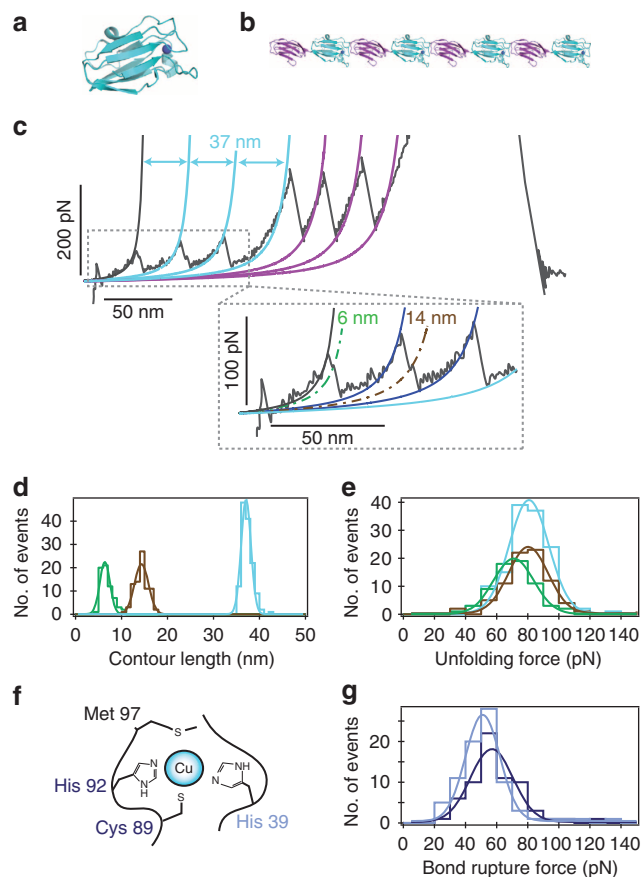 a
b
c
37 nm
200 pN
50 nm
6 nm
14 nm
100 pN
50 nm
d
No. of events
40
30
20
10
0
0 10 20 30 40 50
Contour length (nm)
e
No. of events
40
30
20
10
0
0 20 40 60 80 100 120 140
Unfolding force (pN)
f
Met 97
S
N
N
H
Cu
NH
N
His 92
S
Cys 89
His 39
g
No. of events
20
10
0
0 20 40 60 80 100 120 140
Bond rupture force (pN)